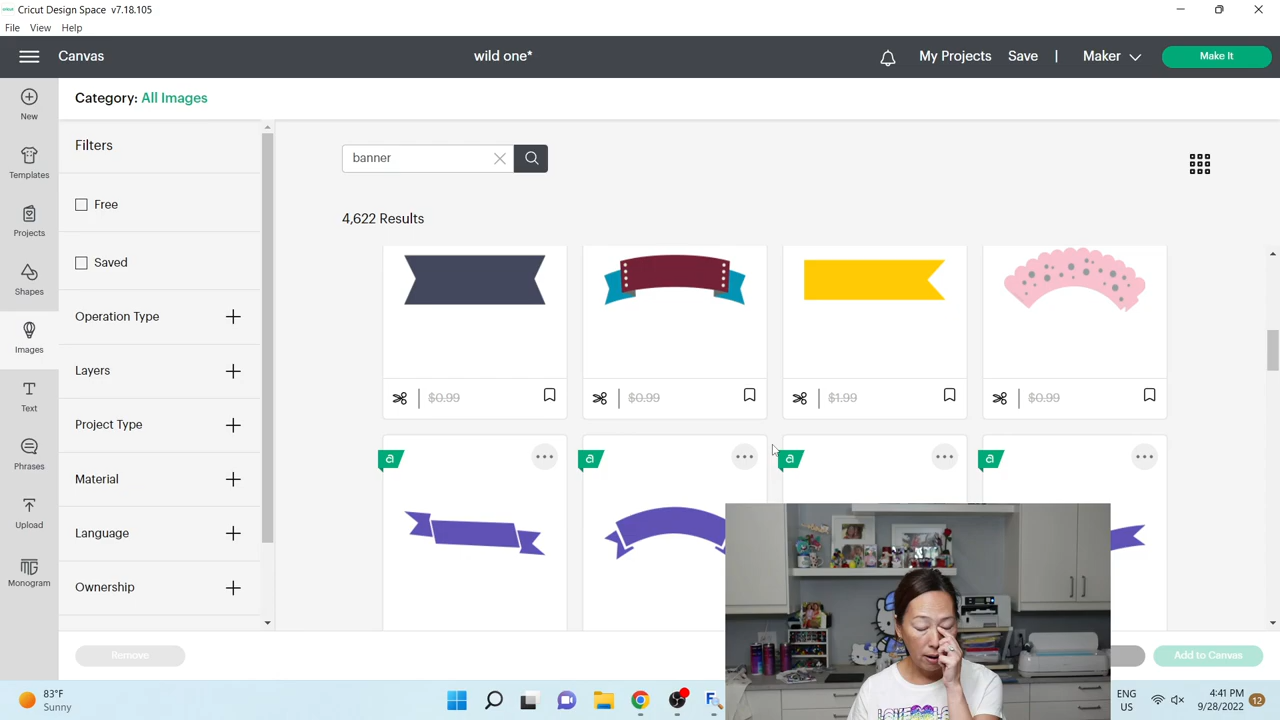 Cricut Design Space v7.18.105
File View Help
Canvas
wild one*
My Projects Save | Maker
Make It
New
Templates
Projects
Shapes
Images
Text
Phrases
Upload
Monogram
Category: All Images
Filters
Free
Saved
Operation Type
Layers
Project Type
Material
Language
Ownership
Remove
banner
4,622 Results
$0.99
$0.99
$1.99
$0.99
a
a
a
a
Add to Canvas
83°F
Sunny
ENG
US
4:41 PM
9/28/2022
12